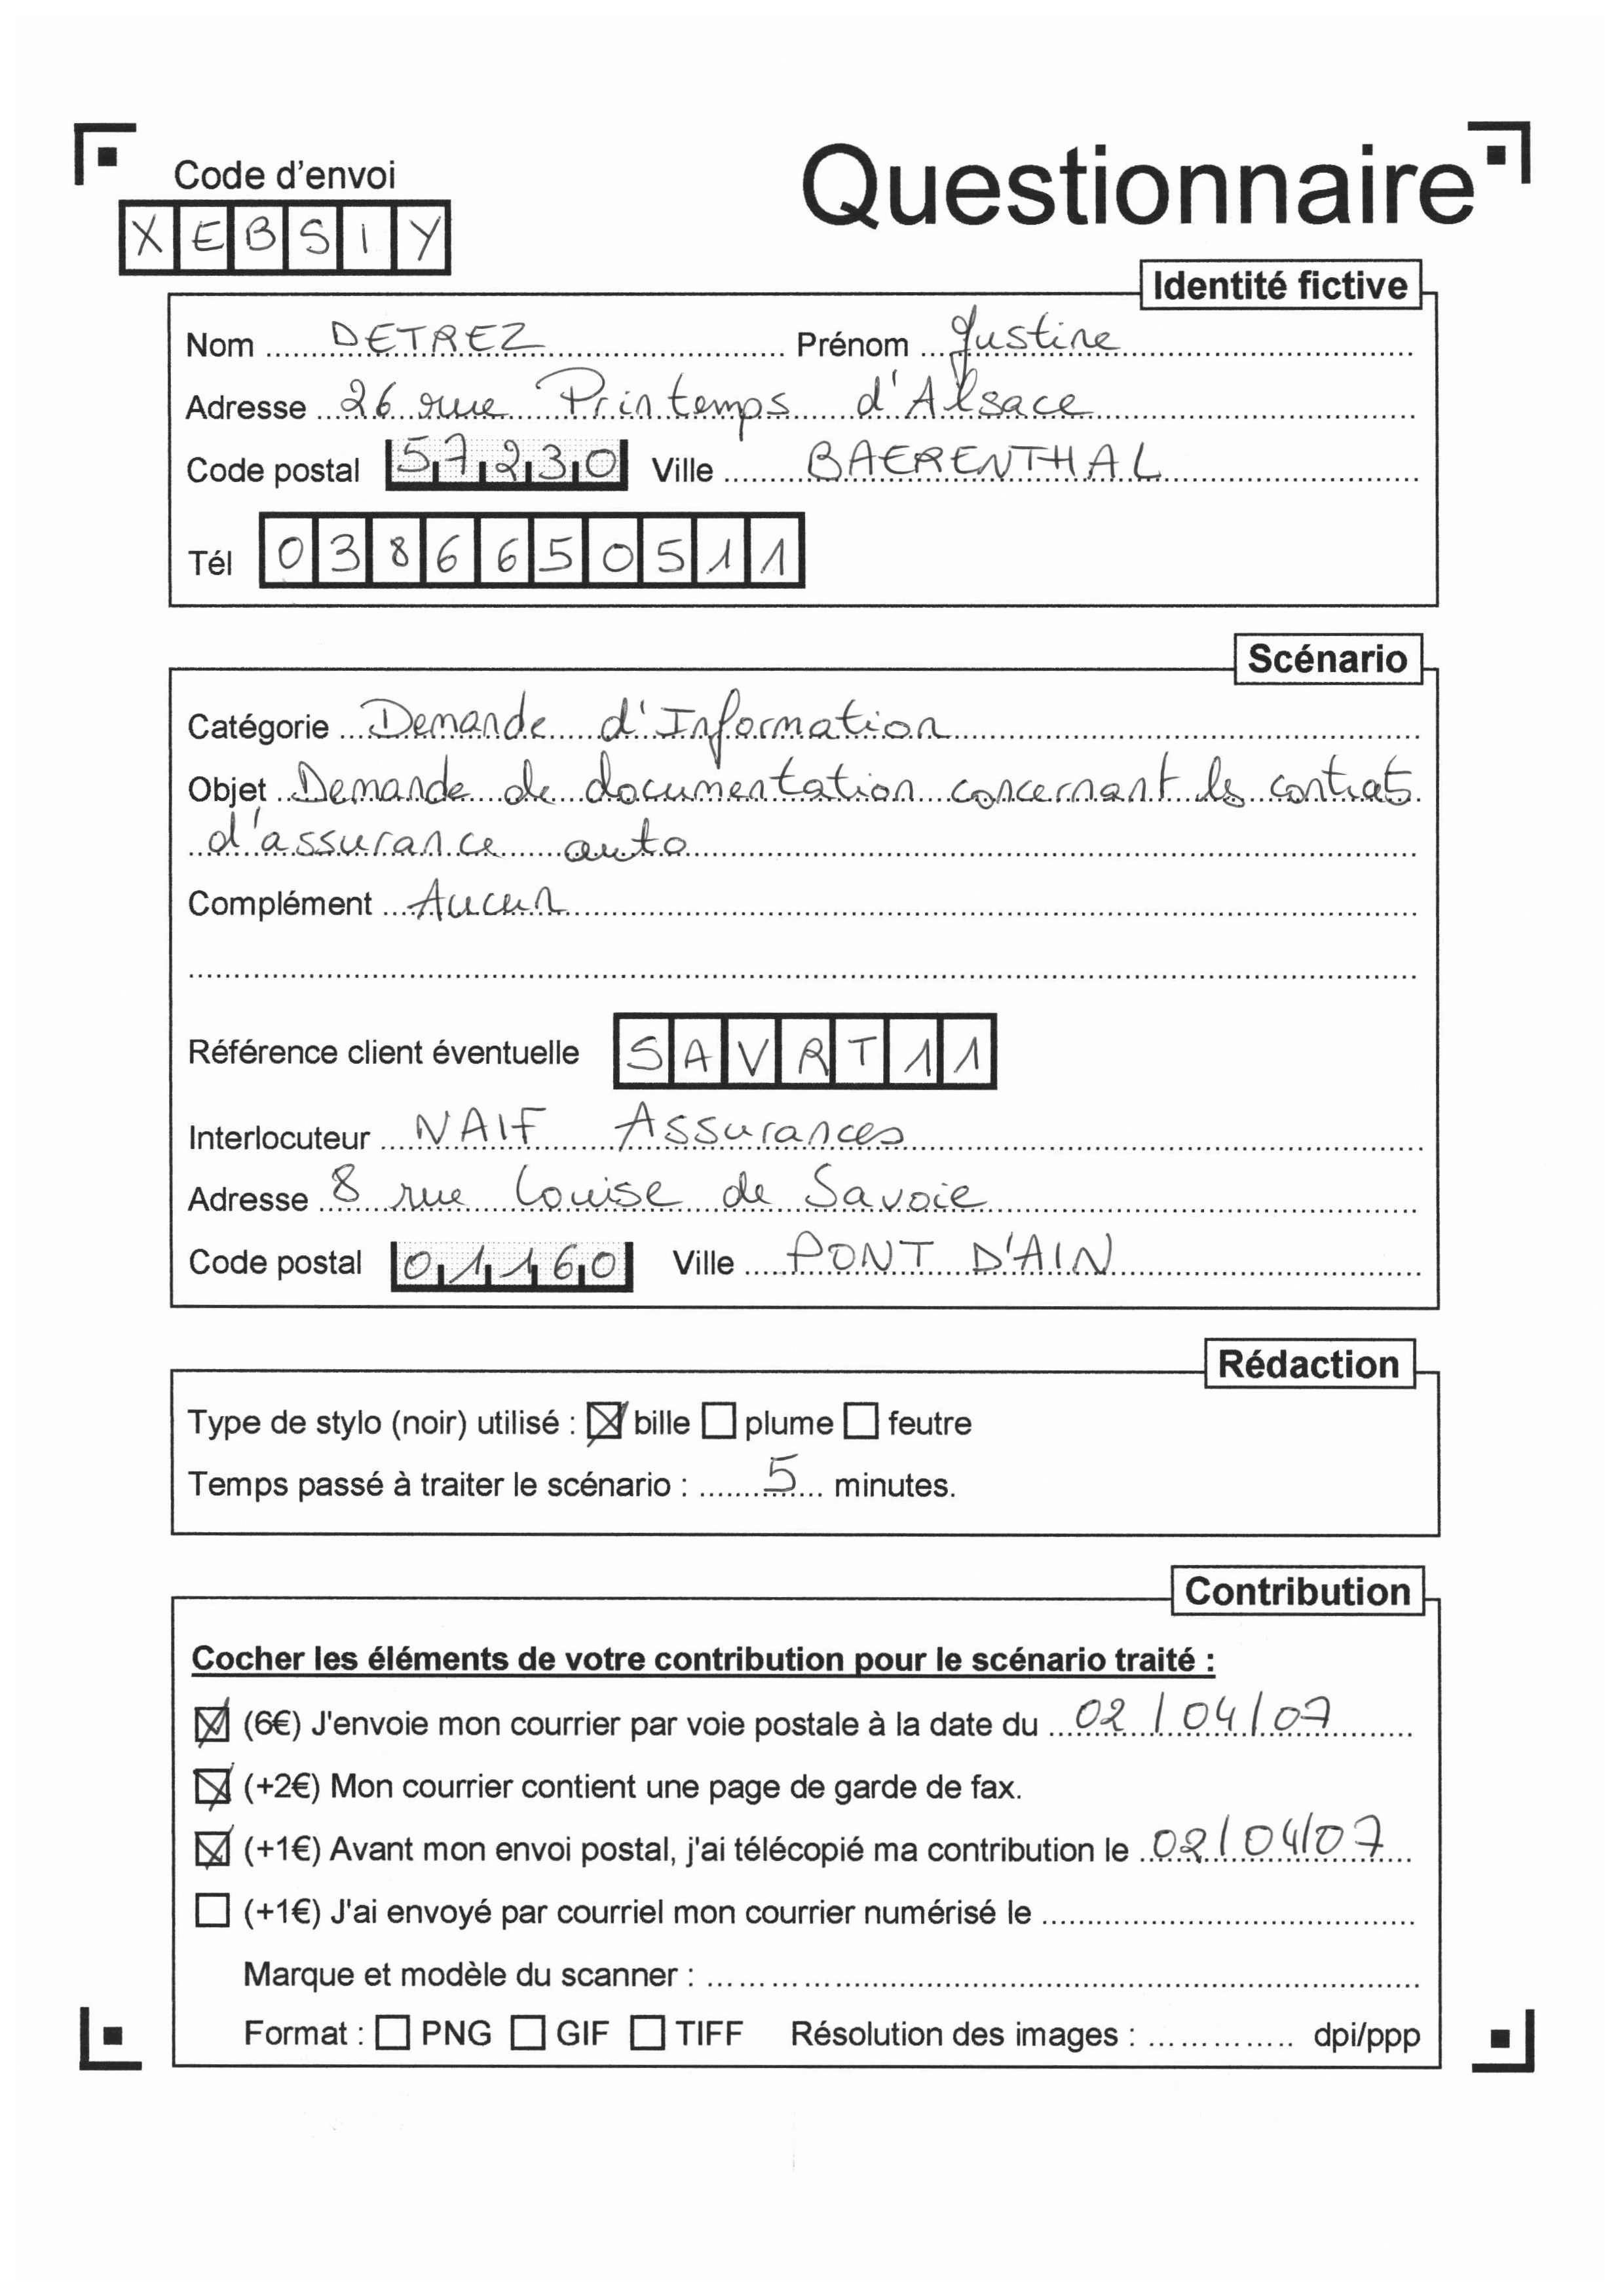 Code d'envoi
Questionnaire
XEBSIY
Identité fictive
Nom DETREZ Prénom Justine
Adresse 26 rue Printemps d'Alsace
Code postal 57230 Ville BAERENTHAL
Tél 0386650511
Scénario
Catégorie Demande d'Information
Objet Demande de documentation concernant les contrats
d'assurance auto
Complément Aucun
Référence client éventuelle SAVRT11
Interlocuteur NAIF Assurances
Adresse 8 rue Louise de Savoie
Code postal 01160 Ville PONT D'AIN
Rédaction
Type de stylo (noir) utilisé : ☒ bille ☐ plume ☐ feutre
Temps passé à traiter le scénario : 5 minutes.
Contribution
Cocher les éléments de votre contribution pour le scénario traité :
☒ (6€) J'envoie mon courrier par voie postale à la date du 02/04/07
☒ (+2€) Mon courrier contient une page de garde de fax.
☒ (+1€) Avant mon envoi postal, j'ai télécopié ma contribution le 02/04/07
☐ (+1€) J'ai envoyé par courriel mon courrier numérisé le
Marque et modèle du scanner :
Format : ☐ PNG ☐ GIF ☐ TIFF Résolution des images : dpi/ppp